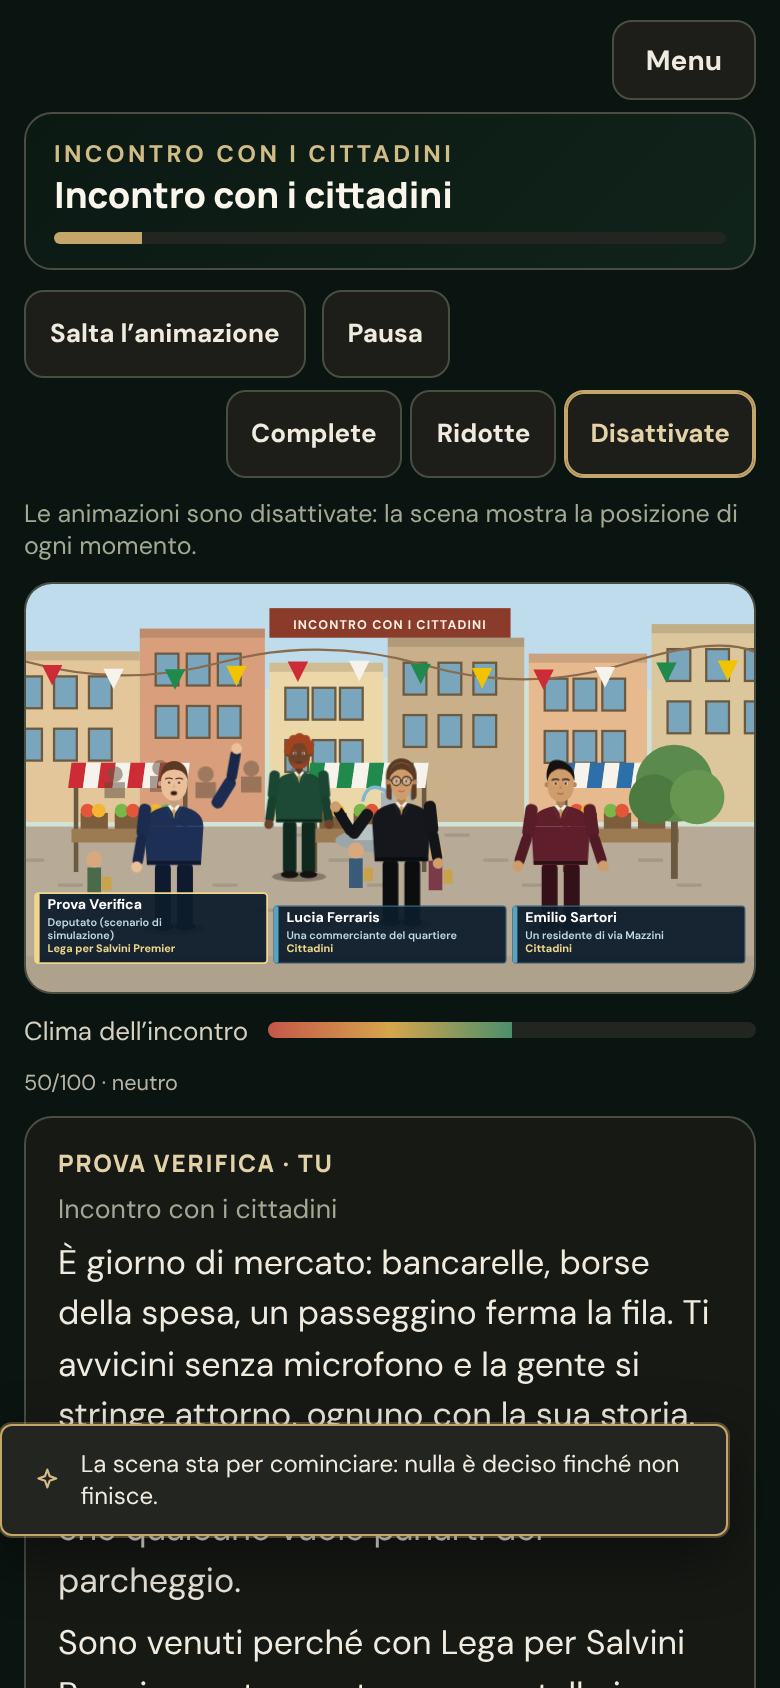 Menu
INCONTRO CON I CITTADINI
Incontro con i cittadini
Salta l’animazione
Pausa
Complete
Ridotte
Disattivate
Le animazioni sono disattivate: la scena mostra la posizione di
ogni momento.
INCONTRO CON I CITTADINI
Prova Verifica
Deputato (scenario di
simulazione)
Lega per Salvini Premier
Lucia Ferraris
Una commerciante del quartiere
Cittadini
Emilio Sartori
Un residente di via Mazzini
Cittadini
Clima dell’incontro
50/100 · neutro
PROVA VERIFICA · TU
Incontro con i cittadini
È giorno di mercato: bancarelle, borse
della spesa, un passeggino ferma la fila. Ti
avvicini senza microfono e la gente si
stringe attorno, ognuno con la sua storia.
La scena sta per cominciare: nulla è deciso finché non
finisce.
parcheggio.
Sono venuti perché con Lega per Salvini